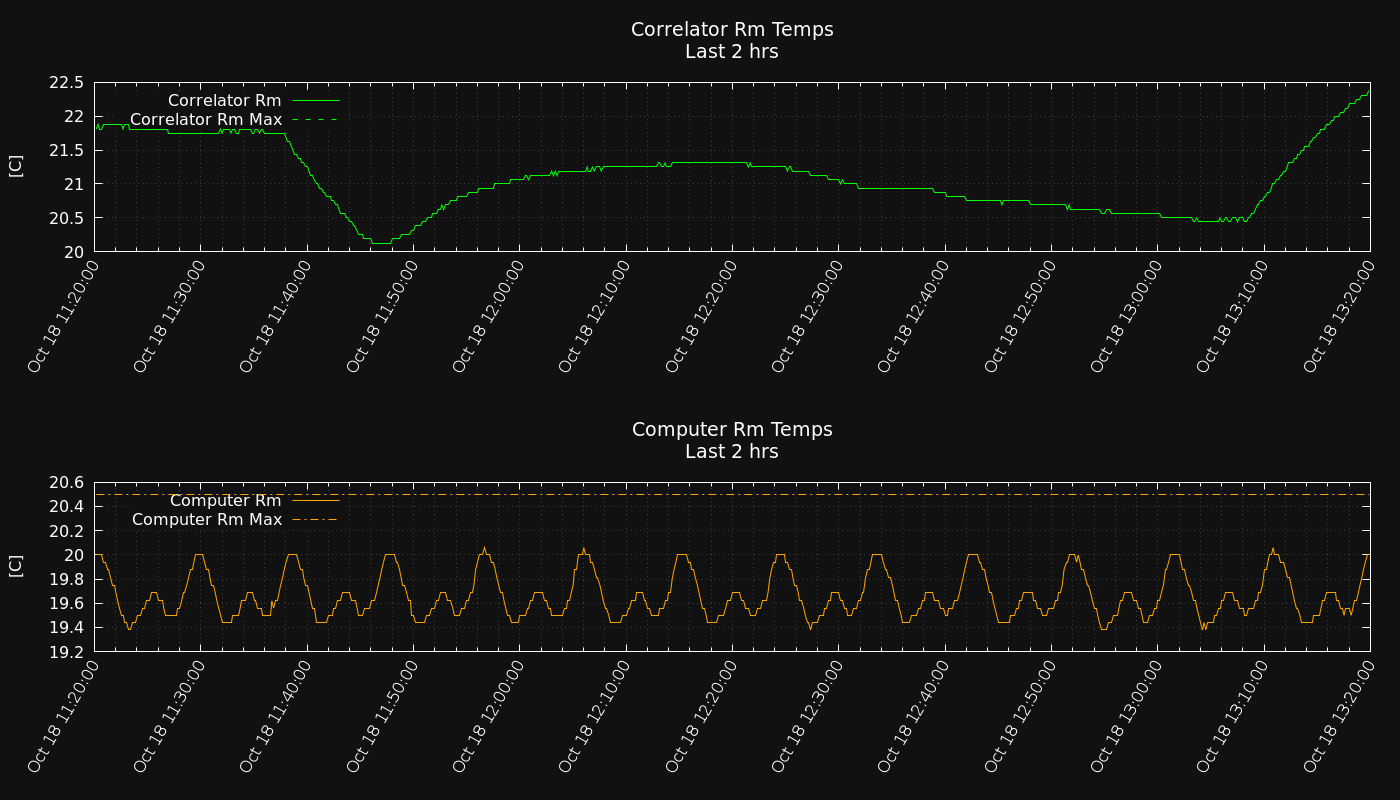 Correlator Rm Temps
Last 2 hrs
22.5
22
21.5
21
20.5
20
[C]
Correlator Rm
Correlator Rm Max
Oct 18 11:20:00
Oct 18 11:30:00
Oct 18 11:40:00
Oct 18 11:50:00
Oct 18 12:00:00
Oct 18 12:10:00
Oct 18 12:20:00
Oct 18 12:30:00
Oct 18 12:40:00
Oct 18 12:50:00
Oct 18 13:00:00
Oct 18 13:10:00
Oct 18 13:20:00
Computer Rm Temps
Last 2 hrs
20.6
20.4
20.2
20
19.8
19.6
19.4
19.2
[C]
Computer Rm
Computer Rm Max
Oct 18 11:20:00
Oct 18 11:30:00
Oct 18 11:40:00
Oct 18 11:50:00
Oct 18 12:00:00
Oct 18 12:10:00
Oct 18 12:20:00
Oct 18 12:30:00
Oct 18 12:40:00
Oct 18 12:50:00
Oct 18 13:00:00
Oct 18 13:10:00
Oct 18 13:20:00